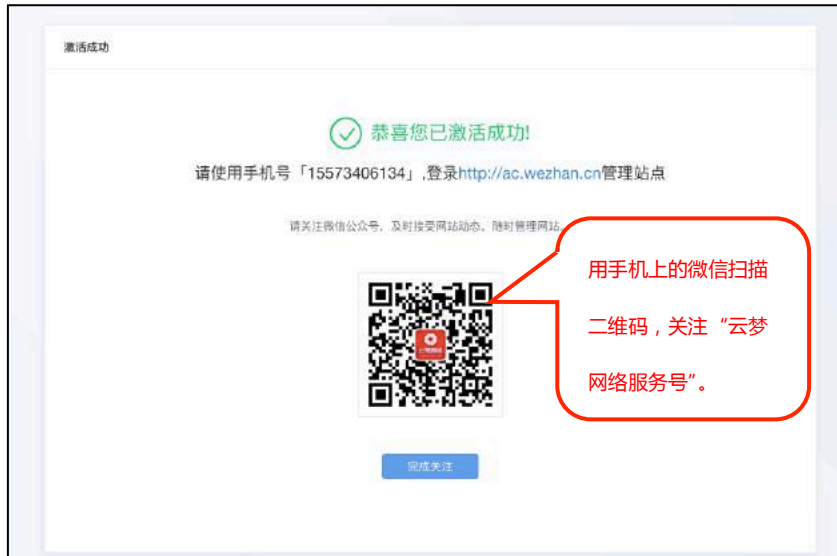 激活成功
恭喜您已激活成功!
请使用手机号「15573406134」,登录http://ac.wezhan.cn管理站点
请关注微信公众号，及时接受网站动态、随时管理网站。
用手机上的微信扫描
二维码，关注“云梦
网络服务号”。
完成关注